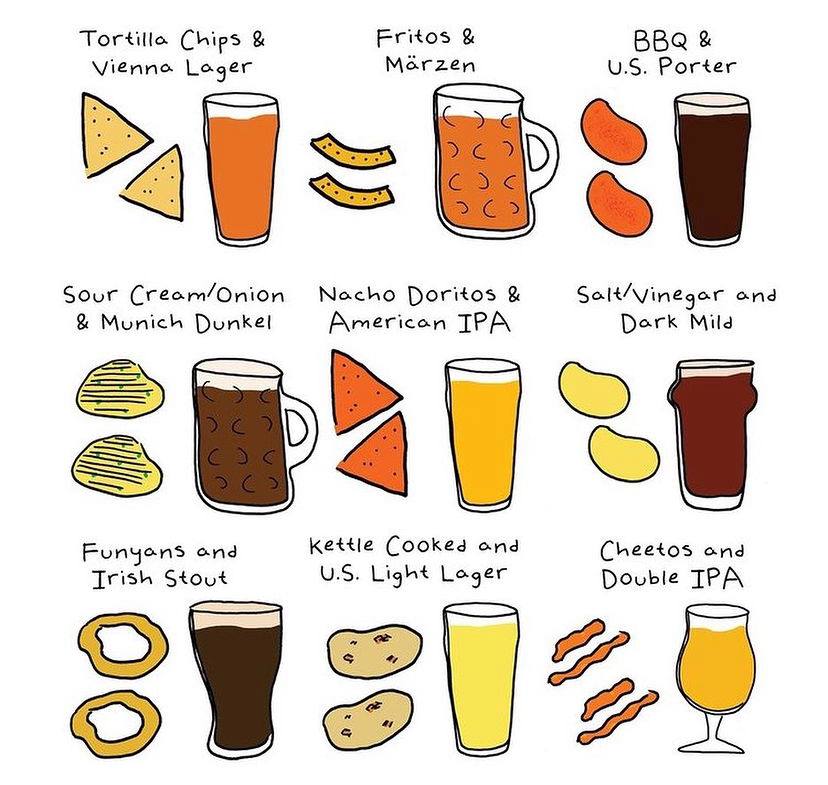 Tortilla Chips &
Vienna Lager
Fritos &
Märzen
BBQ &
U.S. Porter
Sour Cream/Onion
& Munich Dunkel
Nacho Doritos &
American IPA
Salt/Vinegar and
Dark Mild
Funyans and
Irish Stout
Kettle Cooked and
U.S. Light Lager
Cheetos and
Double IPA